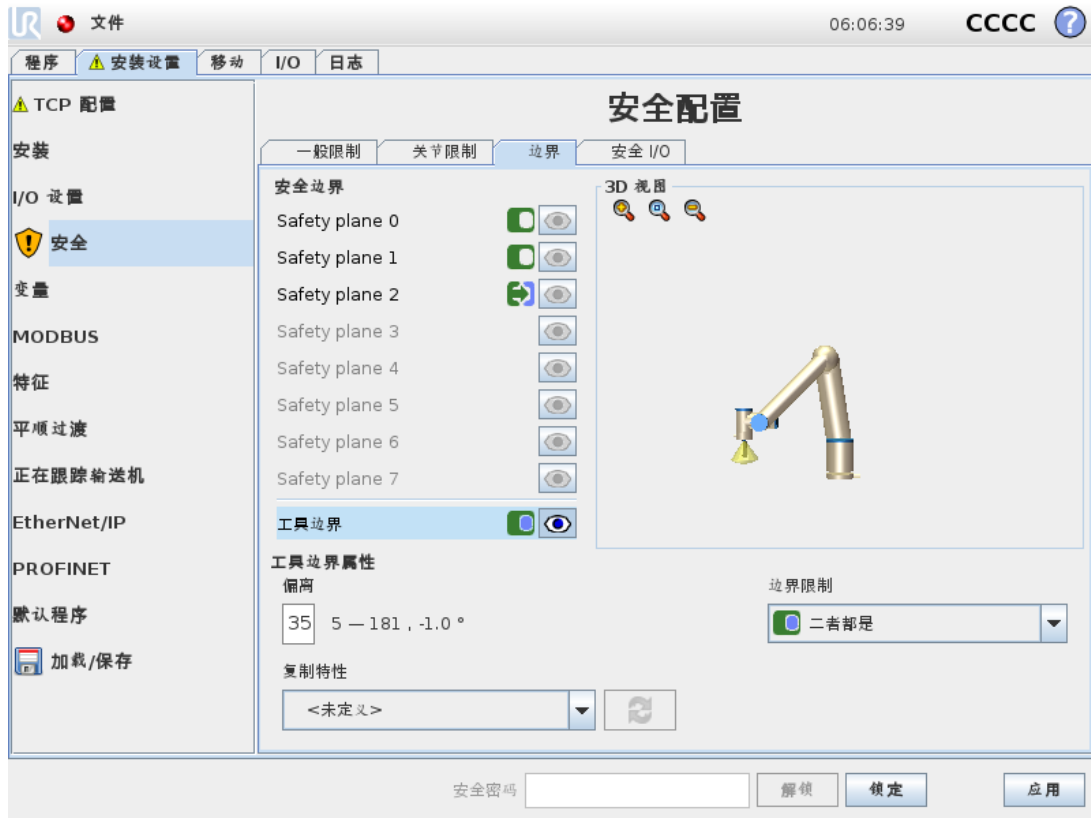 UR 文件 06:06:39 CCCC ?
程序 安装设置 移动 I/O 日志
TCP 配置
安装
I/O 设置
安全
变量
MODBUS
特征
平顺过渡
正在跟踪输送机
EtherNet/IP
PROFINET
默认程序
加载/保存
安全配置
一般限制 关节限制 边界 安全 I/O
安全边界
Safety plane 0
Safety plane 1
Safety plane 2
Safety plane 3
Safety plane 4
Safety plane 5
Safety plane 6
Safety plane 7
工具边界
3D 视图
工具边界属性
偏离 边界限制
35 5 — 181 , -1.0 ° 二者都是
复制特性
<未定义>
安全密码 解锁 锁定 应用